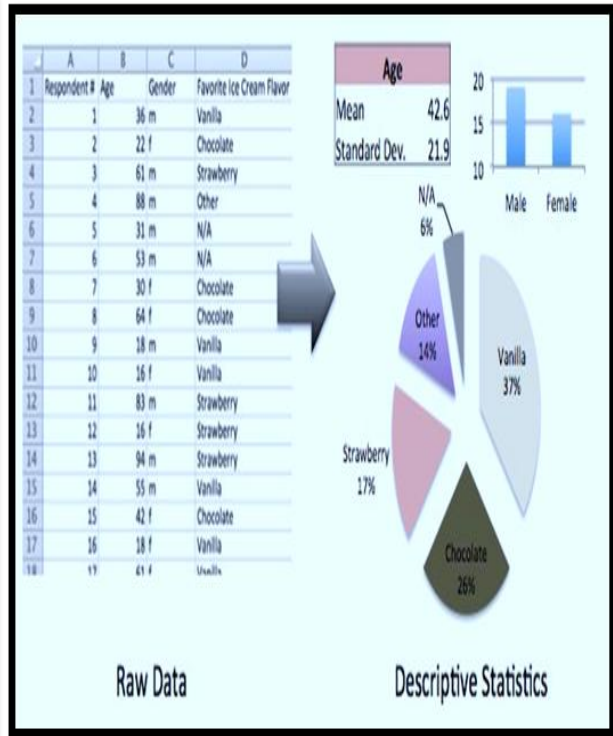 A B C D
1 Respondent # Age Gender Favorite Ice Cream Flavor
2 1 36 m Vanilla
3 2 22 f Chocolate
4 3 61 m Strawberry
5 4 88 m Other
6 5 31 m N/A
7 6 53 m N/A
8 7 30 f Chocolate
9 8 64 f Chocolate
10 9 18 m Vanilla
11 10 16 f Vanilla
12 11 83 m Strawberry
13 12 16 f Strawberry
14 13 94 m Strawberry
15 14 55 m Vanilla
16 15 42 f Chocolate
17 16 18 f Vanilla
18 17 61 f Vanilla
Raw Data
Age
Mean 42.6
Standard Dev. 21.9
20
15
10
Male Female
N/A
6%
Other
14%
Vanilla
37%
Strawberry
17%
Chocolate
26%
Descriptive Statistics